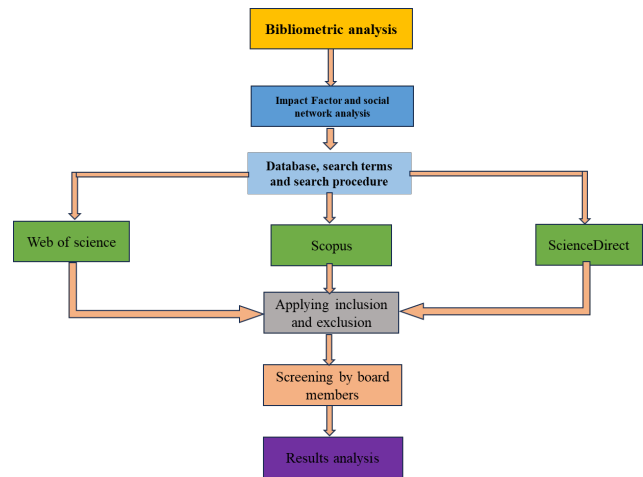 Bibliometric analysis
Impact Factor and social
network analysis
Database, search terms
and search procedure
Web of science
Scopus
ScienceDirect
Applying inclusion
and exclusion
Screening by board
members
Results analysis